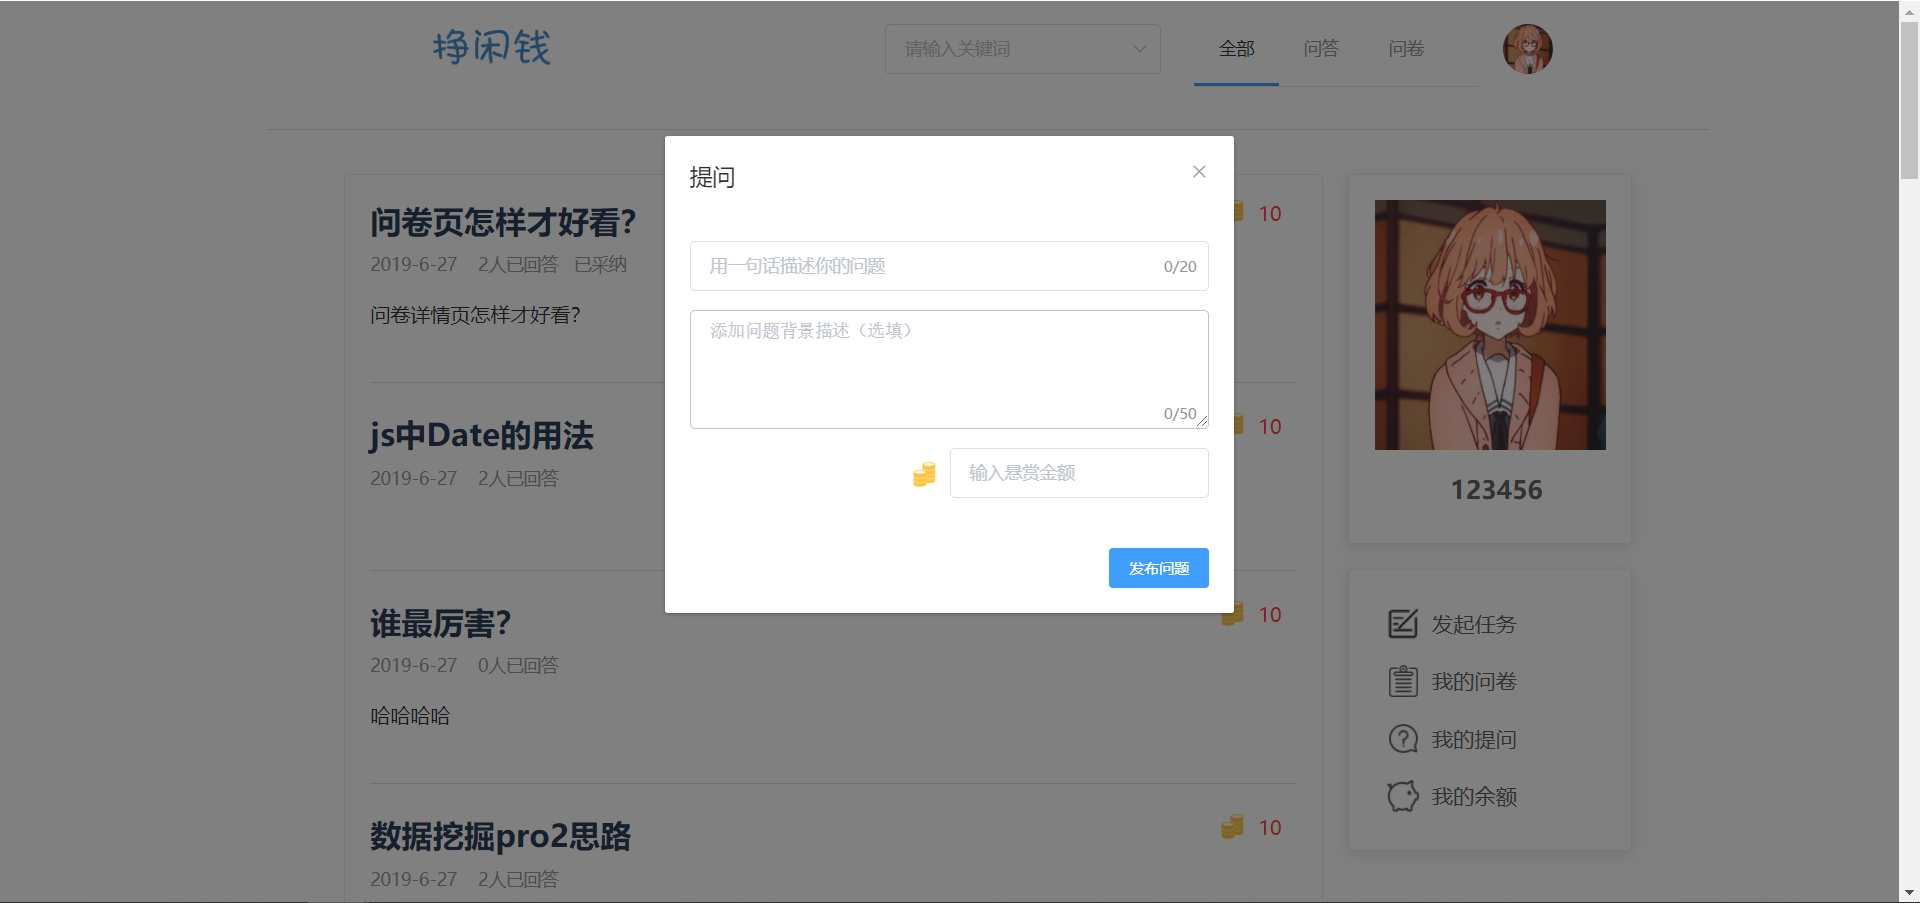 挣闲钱
请输入关键词
全部
问答
问卷
提问
用一句话描述你的问题
0/20
添加问题背景描述（选填）
0/50
输入悬赏金额
发布问题
问卷页怎样才好看?
10
2019-6-27 2人已回答 已采纳
问卷详情页怎样才好看?
js中Date的用法
10
2019-6-27 2人已回答
谁最厉害?
10
2019-6-27 0人已回答
哈哈哈哈
数据挖掘pro2思路
10
2019-6-27 2人已回答
123456
发起任务
我的问卷
我的提问
我的余额